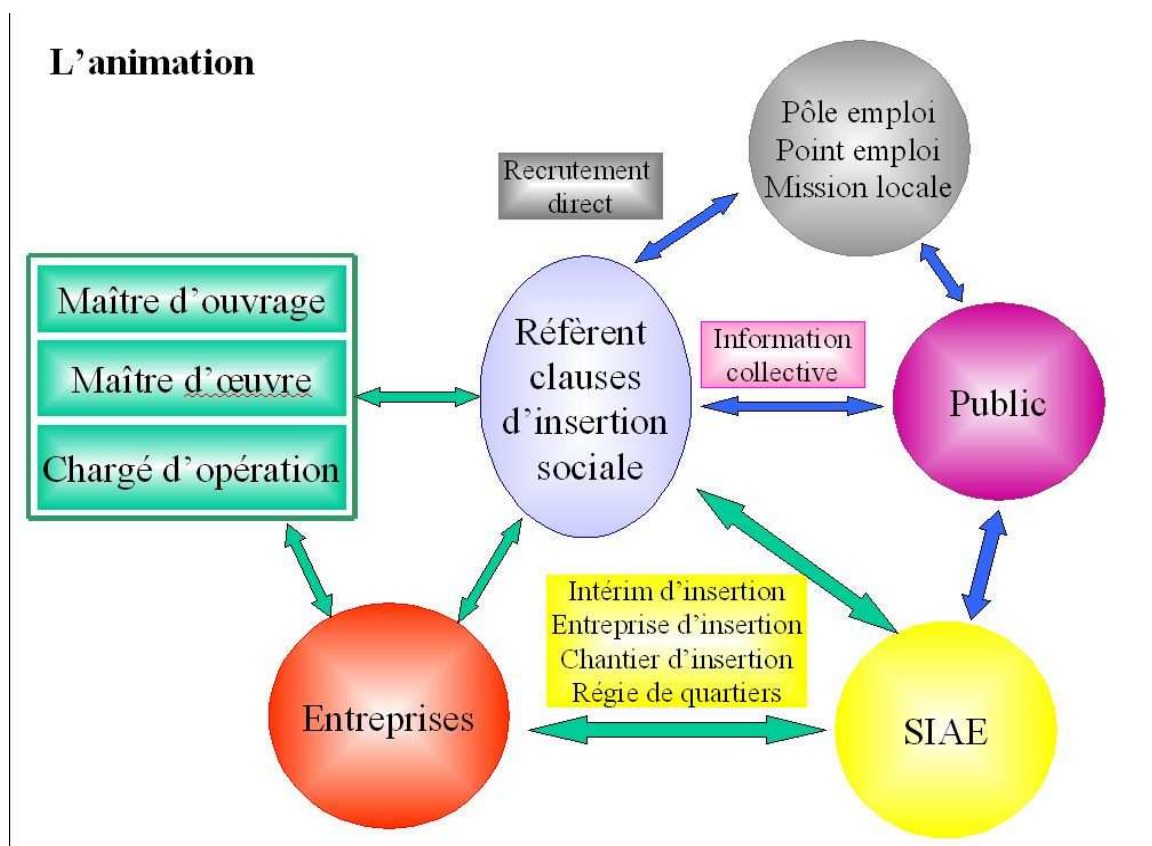 L’animation
Pôle emploi
Point emploi
Mission locale
Recrutement
direct
Maître d’ouvrage
Maître d’œuvre
Chargé d’opération
Réfèrent
clauses
d’insertion
sociale
Information
collective
Public
Intérim d’insertion
Entreprise d’insertion
Chantier d’insertion
Régie de quartiers
Entreprises
SIAE